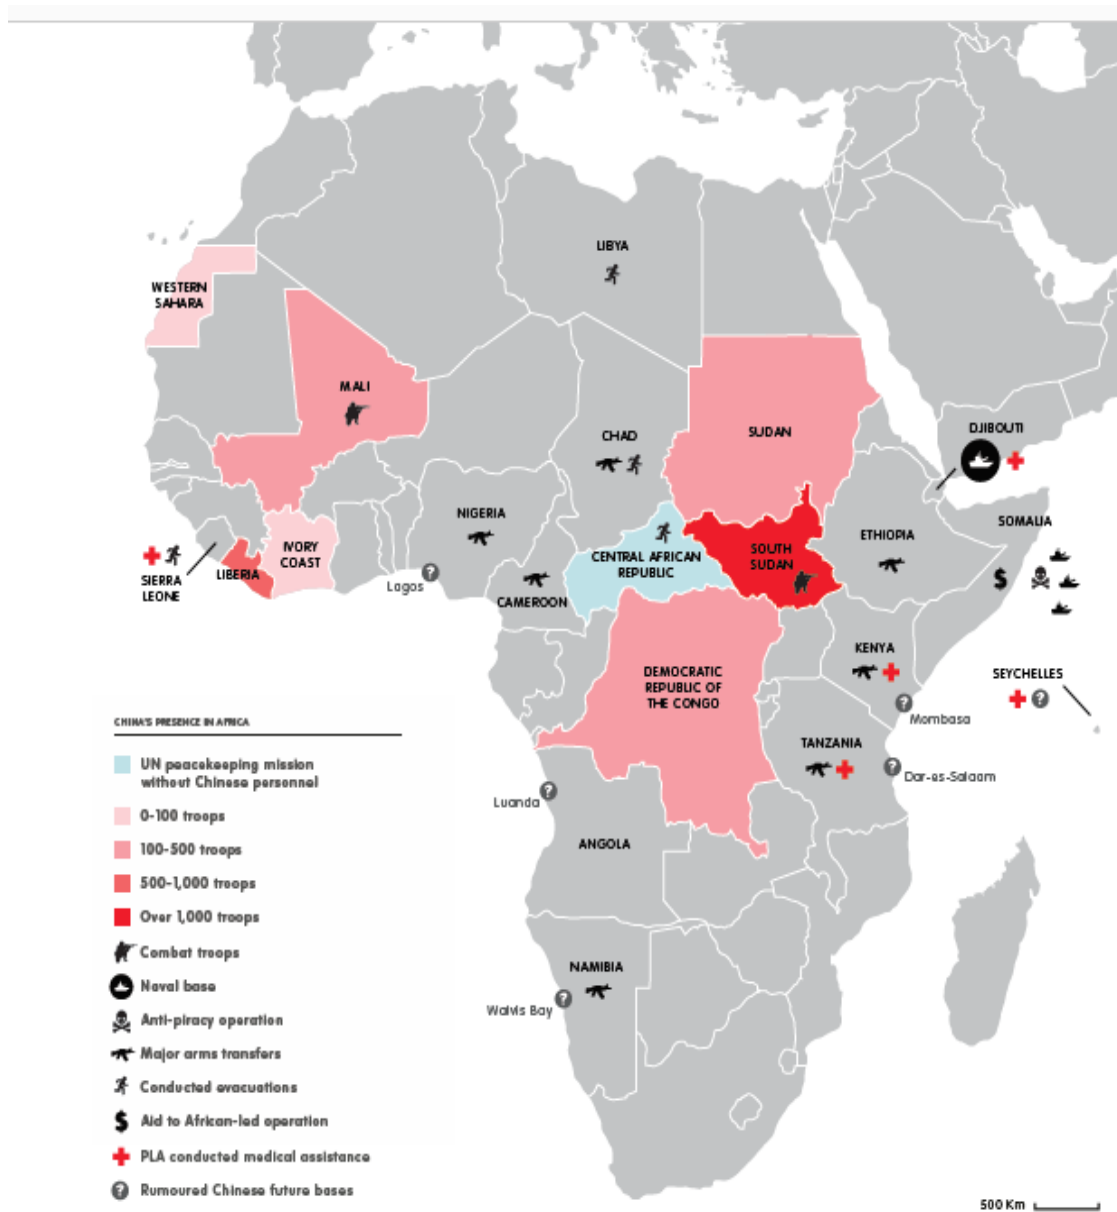 LIBYA
WESTERN
SAHARA
MALI
CHAD
SUDAN
DJIBOUTI
NIGERIA
SOMALIA
ETHIOPIA
IVORY
COAST
SOUTH
SUDAN
CENTRAL AFRICAN
REPUBLIC
LIBERIA
SIERRA
LEONE
Lagos
CAMEROON
$
KENYA
SEYCHELLES
DEMOCRATIC
REPUBLIC OF
THE CONGO
?
Mombasa
TANZANIA
Dar-es-Salaam
Luanda
ANGOLA
NAMIBIA
Walvis Bay
CHINA'S PRESENCE IN AFRICA
UN peacekeeping mission
without Chinese personnel
0-100 troops
100-500 troops
500-1,000 troops
Over 1,000 troops
Combat troops
Naval base
Anti-piracy operation
Major arms transfers
Conducted evacuations
$ Aid to African-led operation
PLA conducted medical assistance
? Rumoured Chinese future bases
500 Km